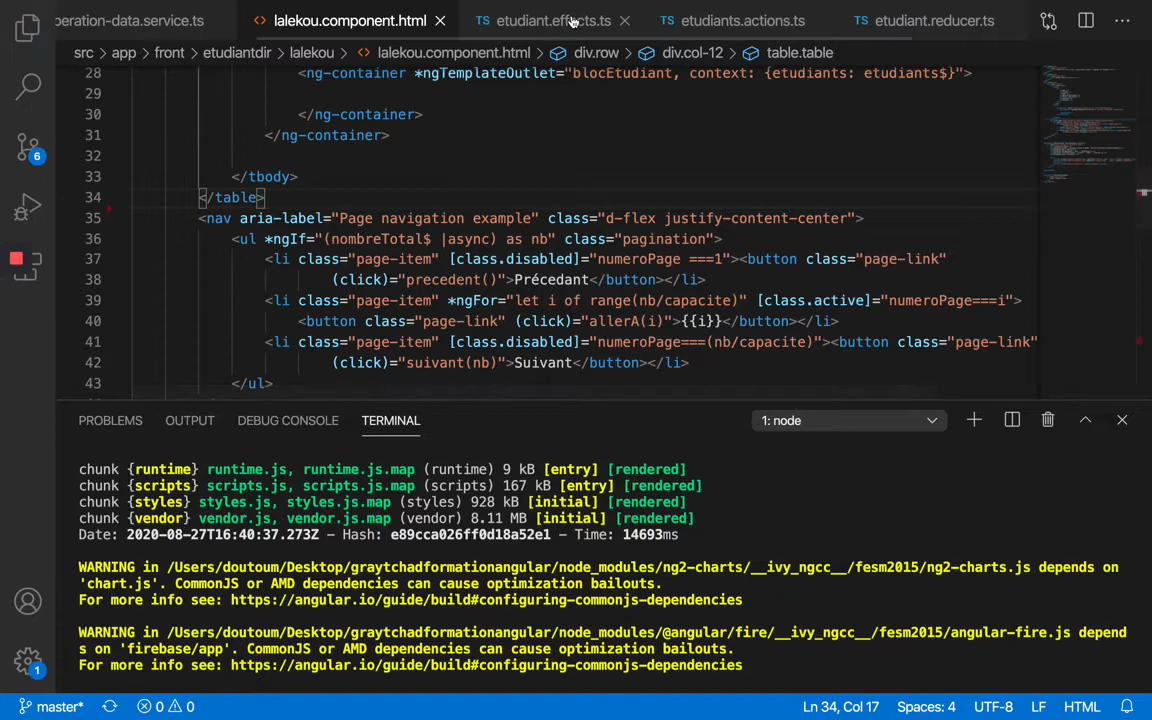 peration-data.service.ts
<> lalekou.component.html ×
TS etudiant.effects.ts ×
TS etudiants.actions.ts
TS etudiant.reducer.ts
src > app > front > etudiantdir > lalekou > <> lalekou.component.html > div.row > div.col-12 > table.table
28 <ng-container *ngTemplateOutlet="blocEtudiant, context: {etudiants: etudiants$}">
29
30 </ng-container>
31 </ng-container>
32
33 </tbody>
34 </table>
35 <nav aria-label="Page navigation example" class="d-flex justify-content-center">
36 <ul *ngIf="(nombreTotal$ |async) as nb" class="pagination">
37 <li class="page-item" [class.disabled]="numeroPage ===1"><button class="page-link"
38 (click)="precedent()">Précedant</button></li>
39 <li class="page-item" *ngFor="let i of range(nb/capacite)" [class.active]="numeroPage===i">
40 <button class="page-link" (click)="allerA(i)">{{i}}</button></li>
41 <li class="page-item" [class.disabled]="numeroPage===(nb/capacite)"><button class="page-link"
42 (click)="suivant(nb)">Suivant</button></li>
43 </ul>
6
PROBLEMS OUTPUT DEBUG CONSOLE TERMINAL 1: node
chunk {runtime} runtime.js, runtime.js.map (runtime) 9 kB [entry] [rendered]
chunk {scripts} scripts.js, scripts.js.map (scripts) 167 kB [entry] [rendered]
chunk {styles} styles.js, styles.js.map (styles) 928 kB [initial] [rendered]
chunk {vendor} vendor.js, vendor.js.map (vendor) 8.11 MB [initial] [rendered]
Date: 2020-08-27T16:40:37.273Z - Hash: e89cca026ff0d18a52e1 - Time: 14693ms
WARNING in /Users/doutoum/Desktop/graytchadformationangular/node_modules/ng2-charts/__ivy_ngcc__/fesm2015/ng2-charts.js depends on
'chart.js'. CommonJS or AMD dependencies can cause optimization bailouts.
For more info see: https://angular.io/guide/build#configuring-commonjs-dependencies
WARNING in /Users/doutoum/Desktop/graytchadformationangular/node_modules/@angular/fire/__ivy_ngcc__/fesm2015/angular-fire.js depend
s on 'firebase/app'. CommonJS or AMD dependencies can cause optimization bailouts.
For more info see: https://angular.io/guide/build#configuring-commonjs-dependencies
1
master* 0 0 Ln 34, Col 17 Spaces: 4 UTF-8 LF HTML